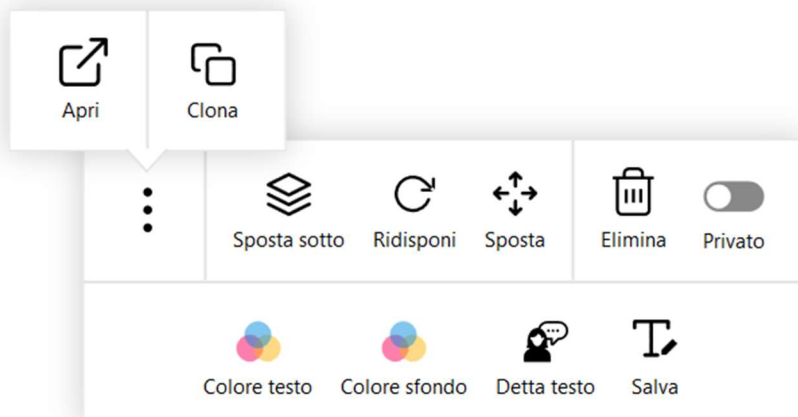 Apri
Clona
Sposta sotto
Ridisponi
Sposta
Elimina
Privato
Colore testo
Colore sfondo
Detta testo
Salva